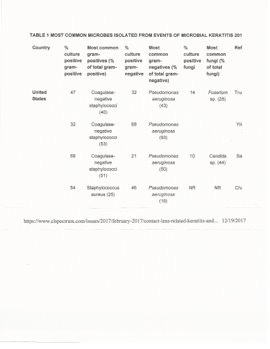 TABLE 1 MOST COMMON MICROBES ISOLATED FROM EVENTS OF MICROBIAL KERATITIS 201
Country % Most common % Most % Most Ref
culture gram- culture common culture common
positive positives (% positive gram- positive fungi (%
gram- of total gram- gram- negatives (% fungi of total
positive positive) negative of total gram- fungi)
negative)
United 47 Coagulase- 32 Pseudomonas 14 Fusarium
States negative aeruginosa sp. (26)
staphylococci (43)
(40)
32 Coagulase- 68 Pseudomonas
negative aeruginosa
staphylococci (93)
(53)
69 Coagulase- 21 Pseudomonas 10 Candida
negative aeruginosa sp. (44)
staphylococci (50)
(51)
54 Staphylococcus 46 Pseudomonas NR NR
aureus (25) aeruginosa
(18)
https://www.clspectrum.com/issues/2017/february-2017/contact-lens-related-keratitis-and... 12/19/2017